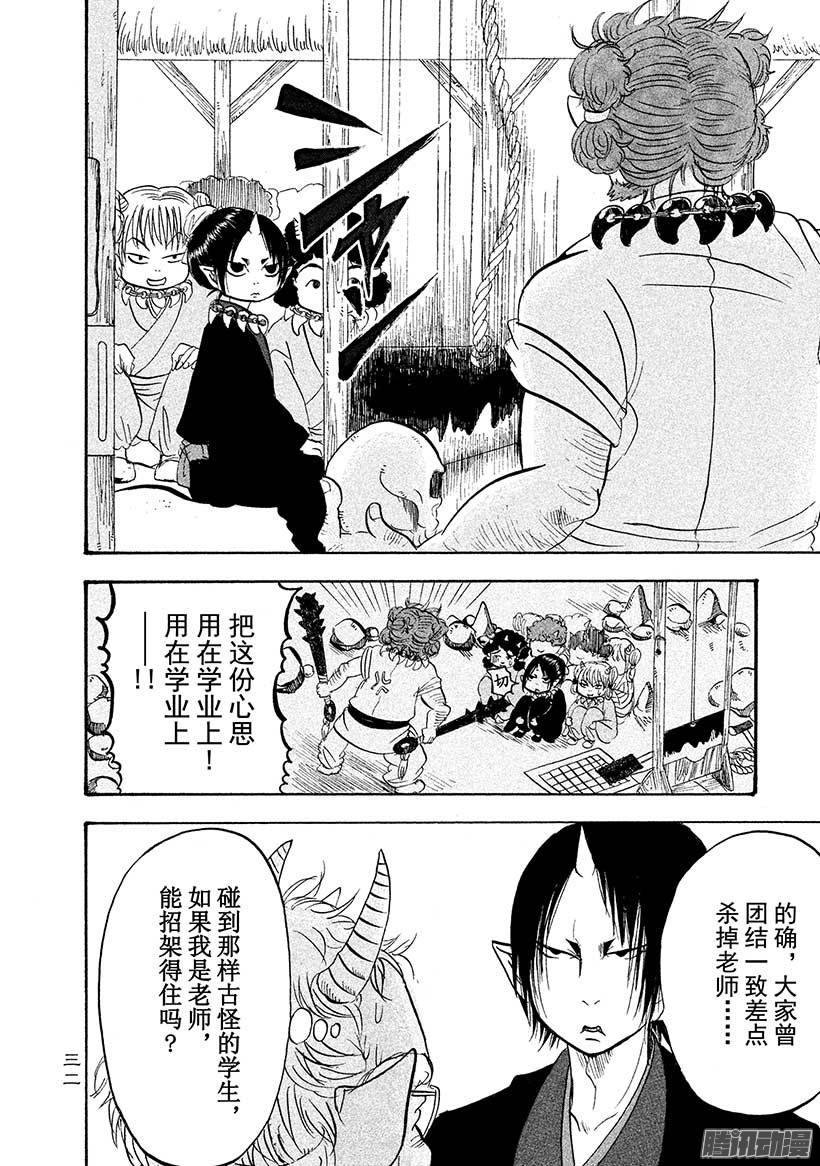 把这份心思
用在学业上！
用在学业上
——!!
切
的确，大家曾
团结一致差点
杀掉老师……
碰到那样古怪的学生，
如果我是老师，
能招架得住吗？
三二
腾讯动漫